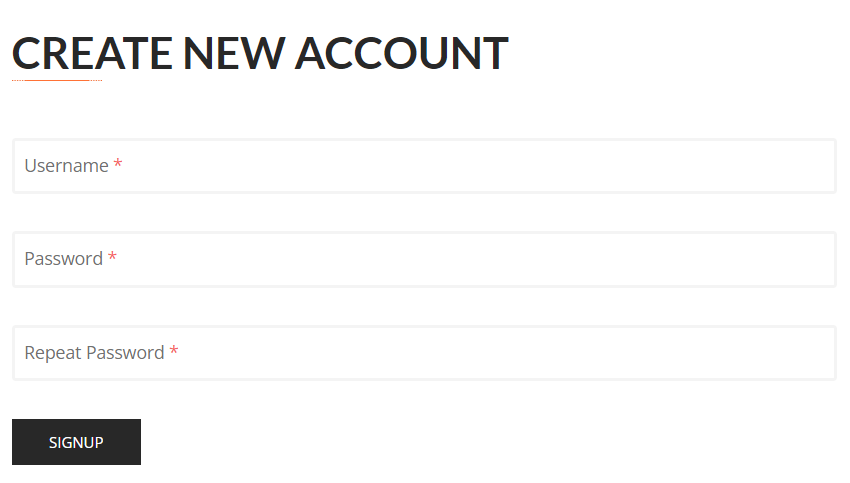 CREATE NEW ACCOUNT
Username *
Password *
Repeat Password *
SIGNUP